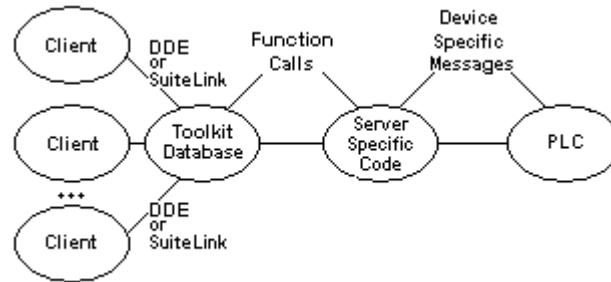 Client
DDE
or
SuiteLink
Function
Calls
Device
Specific
Messages
Client
Toolkit
Database
Server
Specific
Code
PLC
Client
DDE
or
SuiteLink